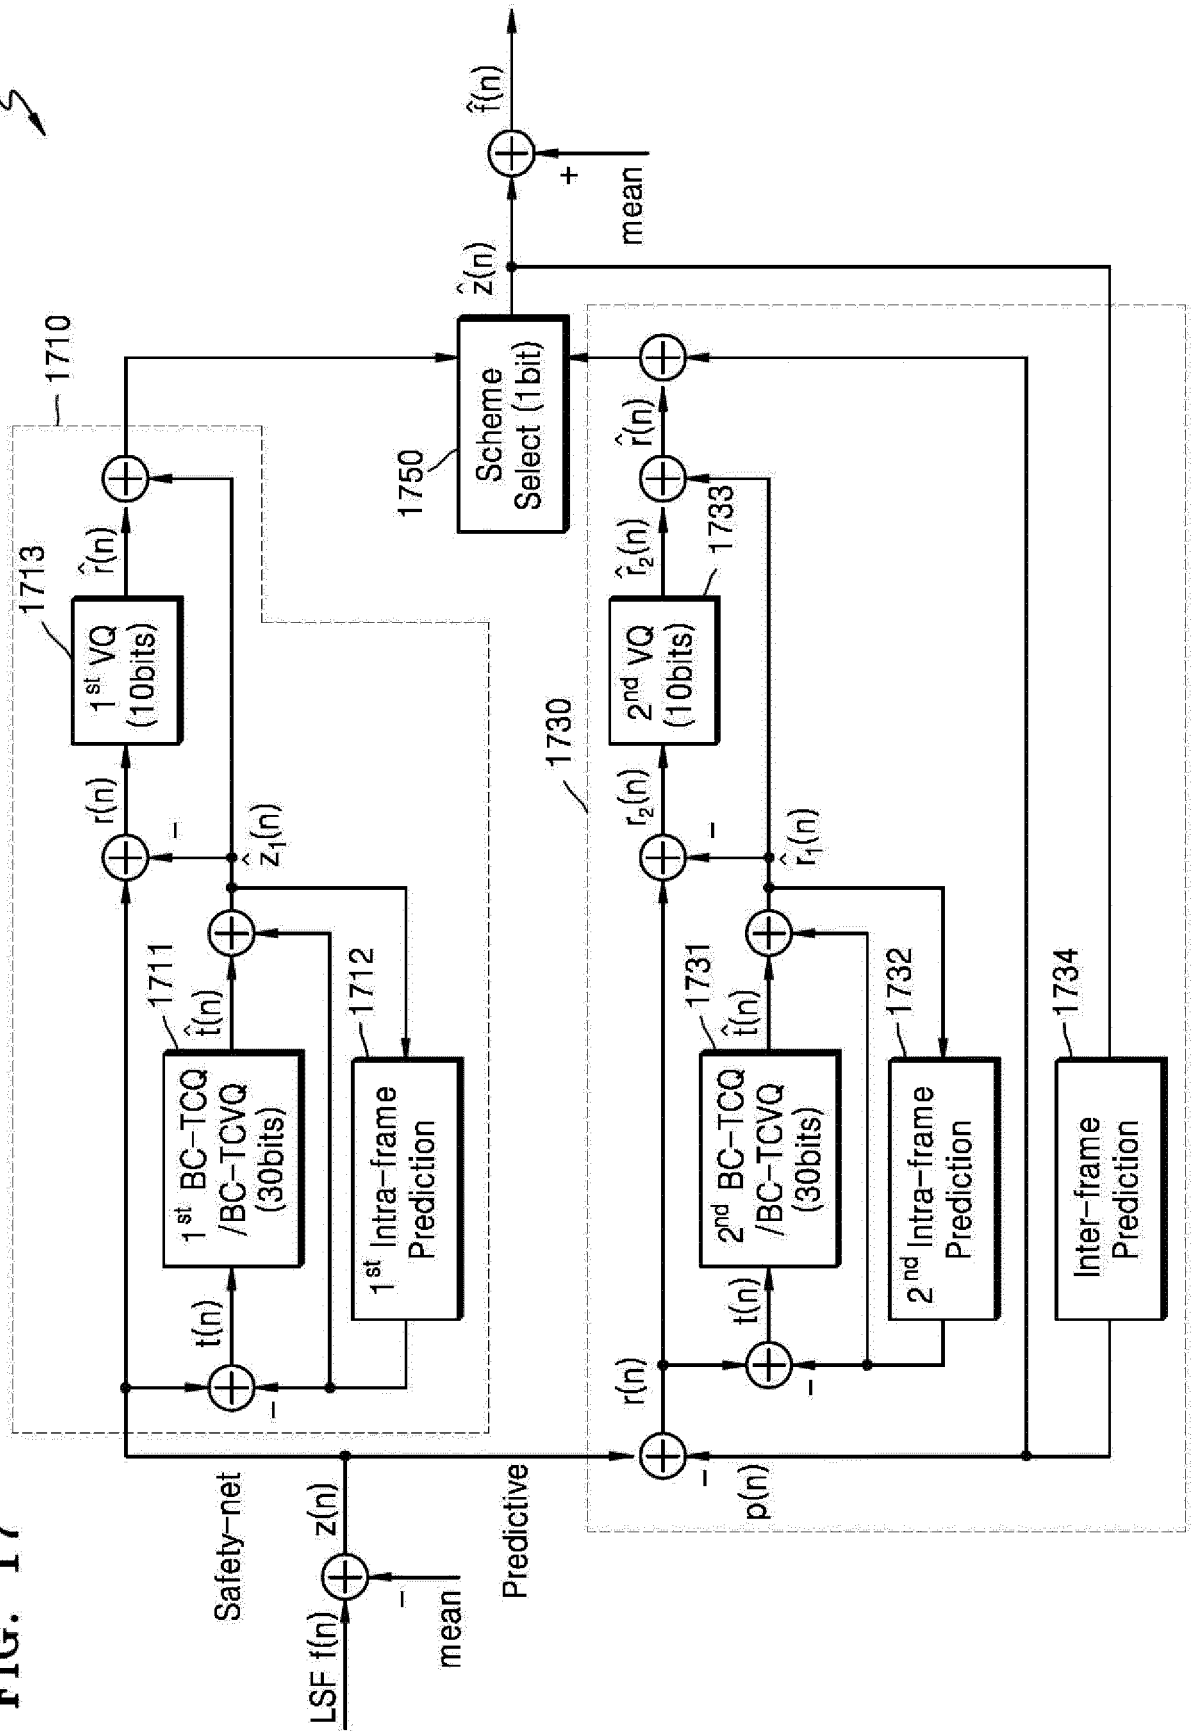 FIG. 17
1710
1713
1st VQ
(10bits)
r(n)
r̂(n)
ẑ1(n)
1711
1st BC-TCQ
/BC-TCVQ
(30bits)
t(n)
t̂(n)
1712
1st Intra-frame
Prediction
-
-
Safety-net
LSF f(n)
z(n)
-
mean
Predictive
1750
Scheme
Select (1bit)
ẑ(n)
f̂(n)
+
mean
1730
1733
2nd VQ
(10bits)
r(n)
r2(n)
r̂2(n)
r̂(n)
-
r̂1(n)
1731
2nd BC-TCQ
/BC-TCVQ
(30bits)
t(n)
t̂(n)
-
1732
2nd Intra-frame
Prediction
-
p(n)
1734
Inter-frame
Prediction